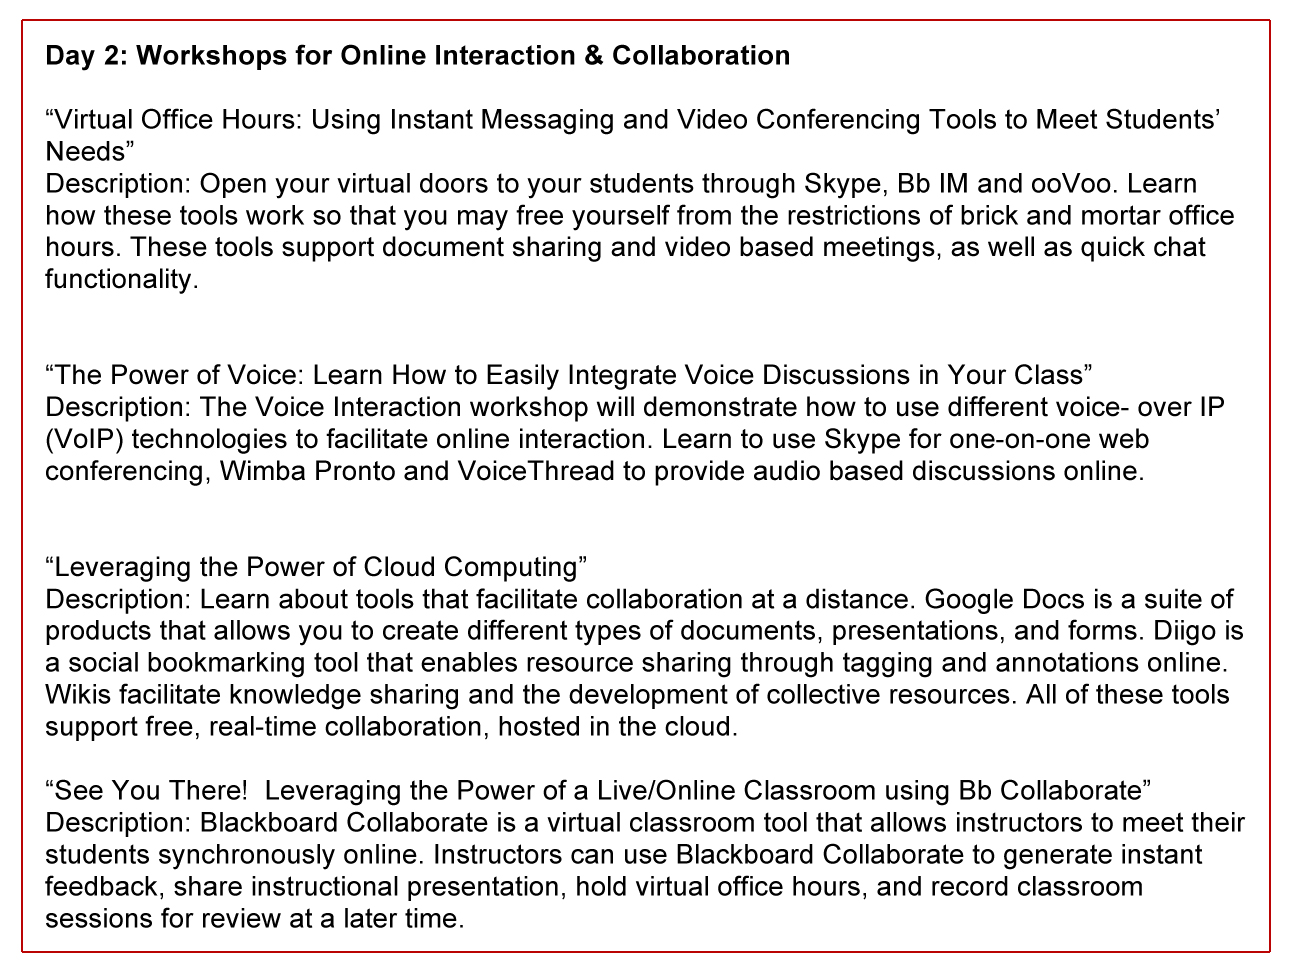 Day 2: Workshops for Online Interaction & Collaboration
“Virtual Office Hours: Using Instant Messaging and Video Conferencing Tools to Meet Students’
Needs”
Description: Open your virtual doors to your students through Skype, Bb IM and ooVoo. Learn
how these tools work so that you may free yourself from the restrictions of brick and mortar office
hours. These tools support document sharing and video based meetings, as well as quick chat
functionality.
“The Power of Voice: Learn How to Easily Integrate Voice Discussions in Your Class”
Description: The Voice Interaction workshop will demonstrate how to use different voice- over IP
(VoIP) technologies to facilitate online interaction. Learn to use Skype for one-on-one web
conferencing, Wimba Pronto and VoiceThread to provide audio based discussions online.
“Leveraging the Power of Cloud Computing”
Description: Learn about tools that facilitate collaboration at a distance. Google Docs is a suite of
products that allows you to create different types of documents, presentations, and forms. Diigo is
a social bookmarking tool that enables resource sharing through tagging and annotations online.
Wikis facilitate knowledge sharing and the development of collective resources. All of these tools
support free, real-time collaboration, hosted in the cloud.
“See You There!  Leveraging the Power of a Live/Online Classroom using Bb Collaborate”
Description: Blackboard Collaborate is a virtual classroom tool that allows instructors to meet their
students synchronously online. Instructors can use Blackboard Collaborate to generate instant
feedback, share instructional presentation, hold virtual office hours, and record classroom
sessions for review at a later time.